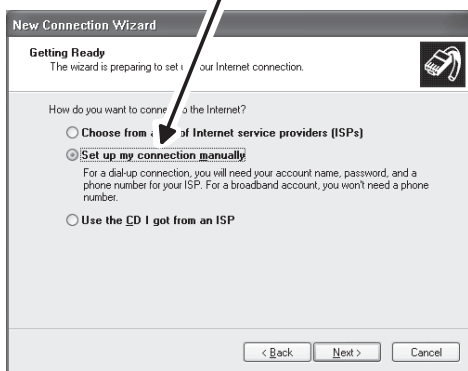 New Connection Wizard
Getting Ready
The wizard is preparing to set your Internet connection.
How do you want to connect to the Internet?
Choose from a of Internet service providers (ISPs)
Set up my connection manually
For a dial-up connection, you will need your account name, password, and a
phone number for your ISP. For a broadband account, you won't need a phone
number.
Use the CD I got from an ISP
< Back
Next >
Cancel